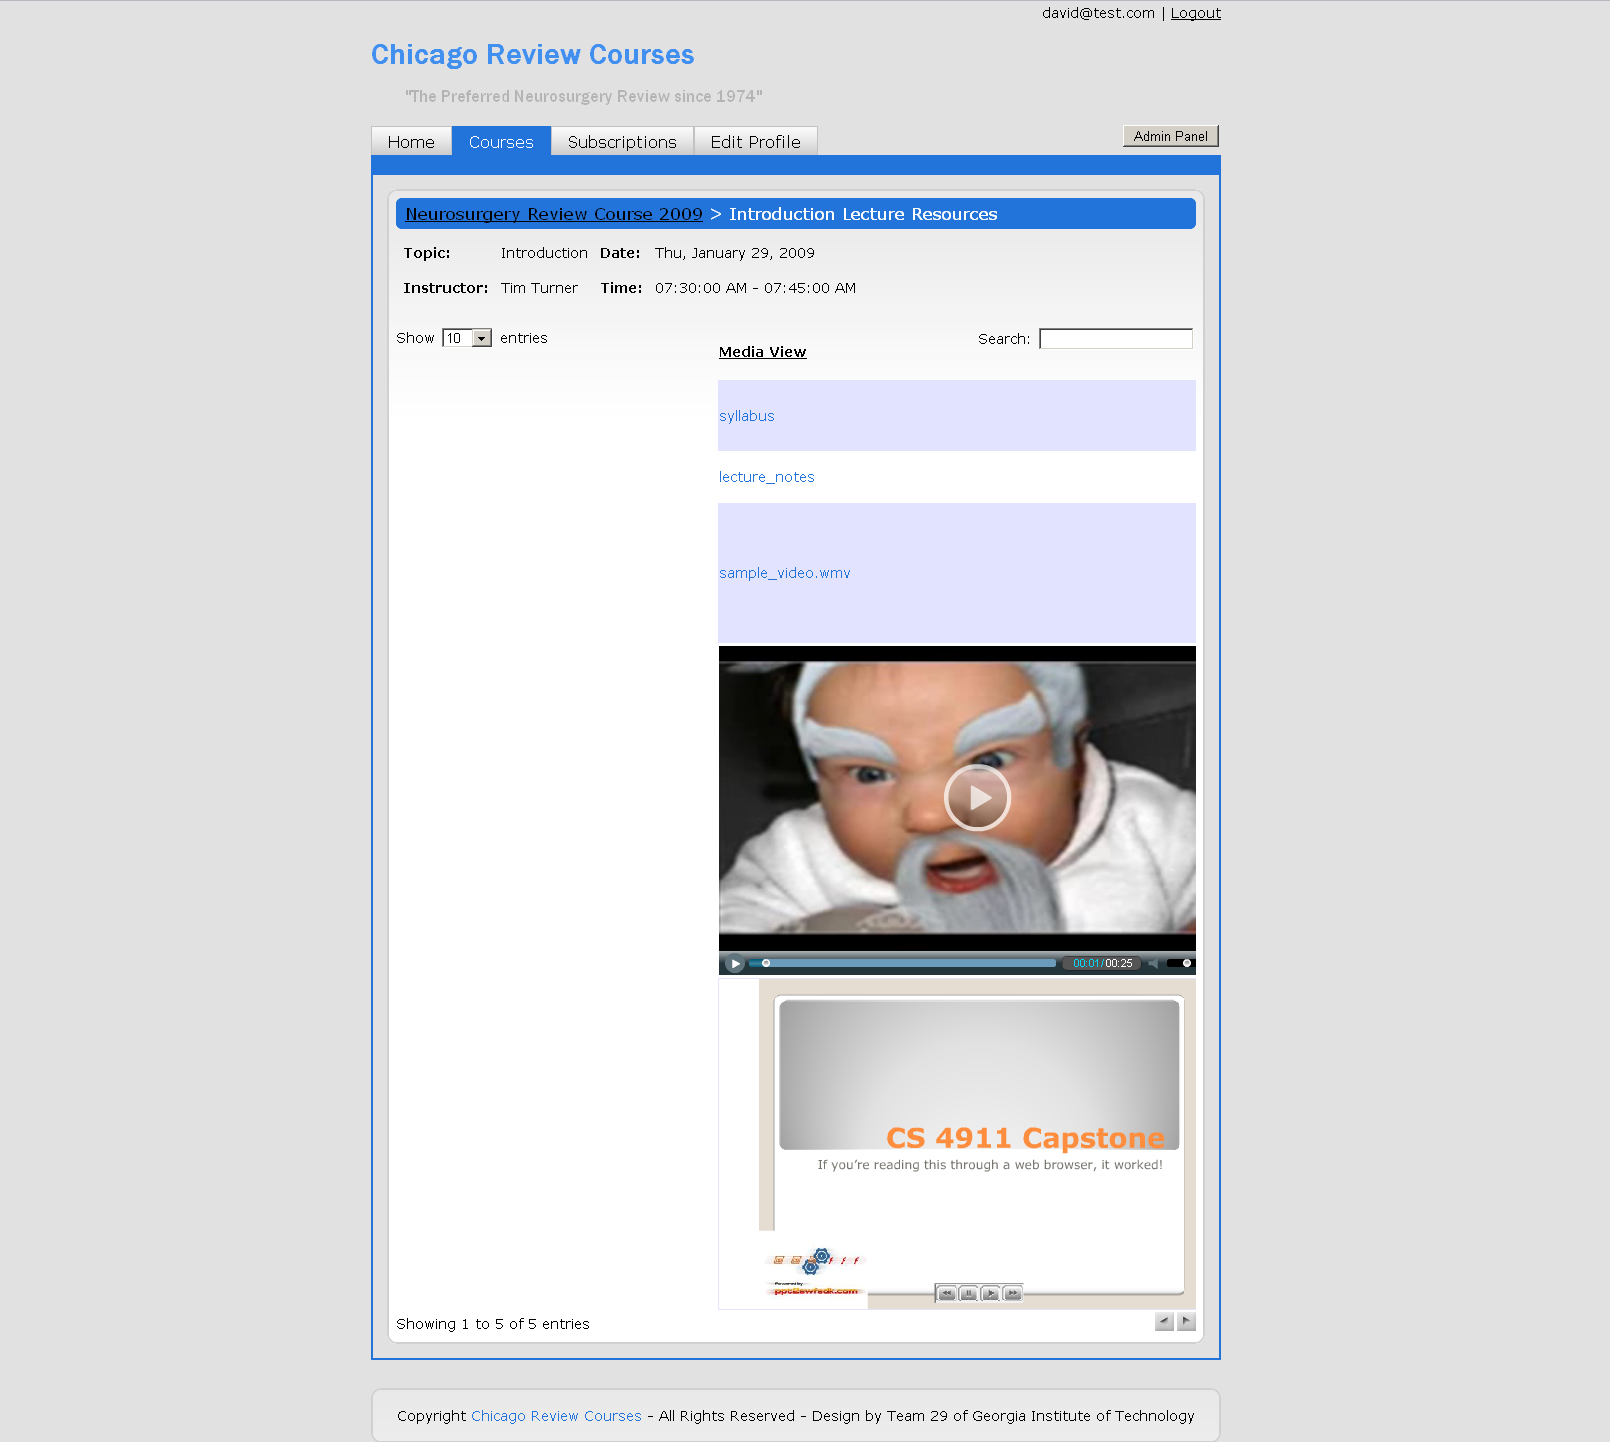 david@test.com | Logout
Chicago Review Courses
"The Preferred Neurosurgery Review since 1974"
Home Courses Subscriptions Edit Profile Admin Panel
Neurosurgery Review Course 2009 > Introduction Lecture Resources
Topic: Introduction Date: Thu, January 29, 2009
Instructor: Tim Turner Time: 07:30:00 AM - 07:45:00 AM
Show 10 entries Search:
Media View
syllabus
lecture_notes
sample_video.wmv
00:01/00:25
CS 4911 Capstone
If you're reading this through a web browser, it worked!
Powered by
ppt2swfsdk.com
Showing 1 to 5 of 5 entries
Copyright Chicago Review Courses - All Rights Reserved - Design by Team 29 of Georgia Institute of Technology